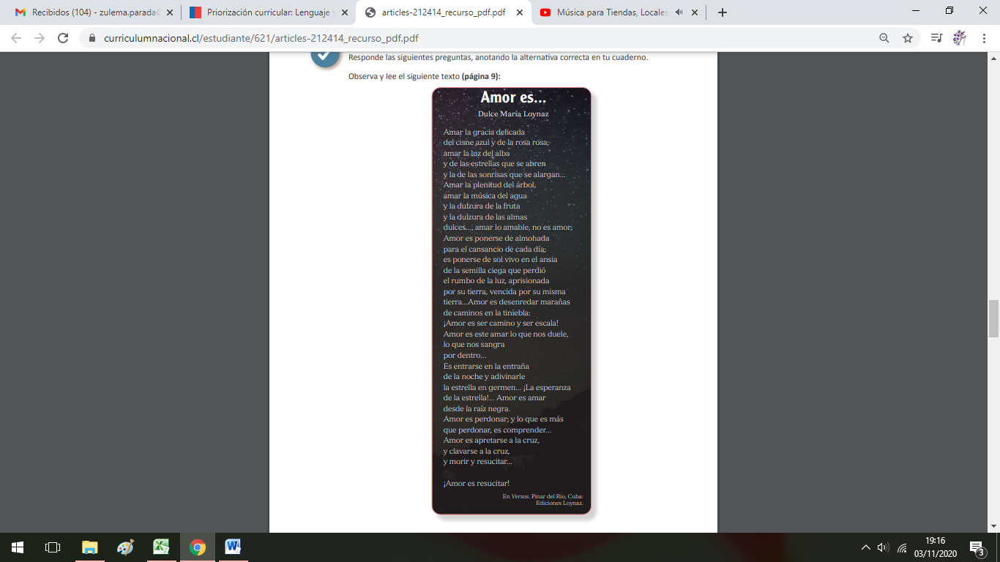 Recibidos (104) - zulema.parada@
Priorización curricular: Lenguaje y
articles-212414_recurso_pdf.pdf
Música para Tiendas, Locales
curriculumnacional.cl/estudiante/621/articles-212414_recurso_pdf.pdf
Responde las siguientes preguntas, anotando la alternativa correcta en tu cuaderno.
Observa y lee el siguiente texto (página 9):
Amor es...
Dulce María Loynaz
Amar la gracia delicada
del cisne azul y de la rosa rosa;
amar la luz del alba
y de las estrellas que se abren
y la de las sonrisas que se alargan...
Amar la plenitud del árbol,
amar la música del agua
y la dulzura de la fruta
y la dulzura de las almas
dulces..., amar lo amable, no es amor;
Amor es ponerse de almohada
para el cansancio de cada día;
es ponerse de sol vivo en el ansia
de la semilla ciega que perdió
el rumbo de la luz, aprisionada
por su tierra, vencida por su misma
tierra...Amor es desenredar marañas
de caminos en la tiniebla:
¡Amor es ser camino y ser escala!
Amor es este amar lo que nos duele,
lo que nos sangra
por dentro...
Es entrarse en la entraña
de la noche y adivinarle
la estrella en germen... ¡La esperanza
de la estrella!... Amor es amar
desde la raíz negra.
Amor es perdonar; y lo que es más
que perdonar, es comprender...
Amor es apretarse a la cruz,
y clavarse a la cruz,
y morir y resucitar...
¡Amor es resucitar!
En Versos. Pinar del Río, Cuba:
Ediciones Loynaz.
19:16
03/11/2020
3